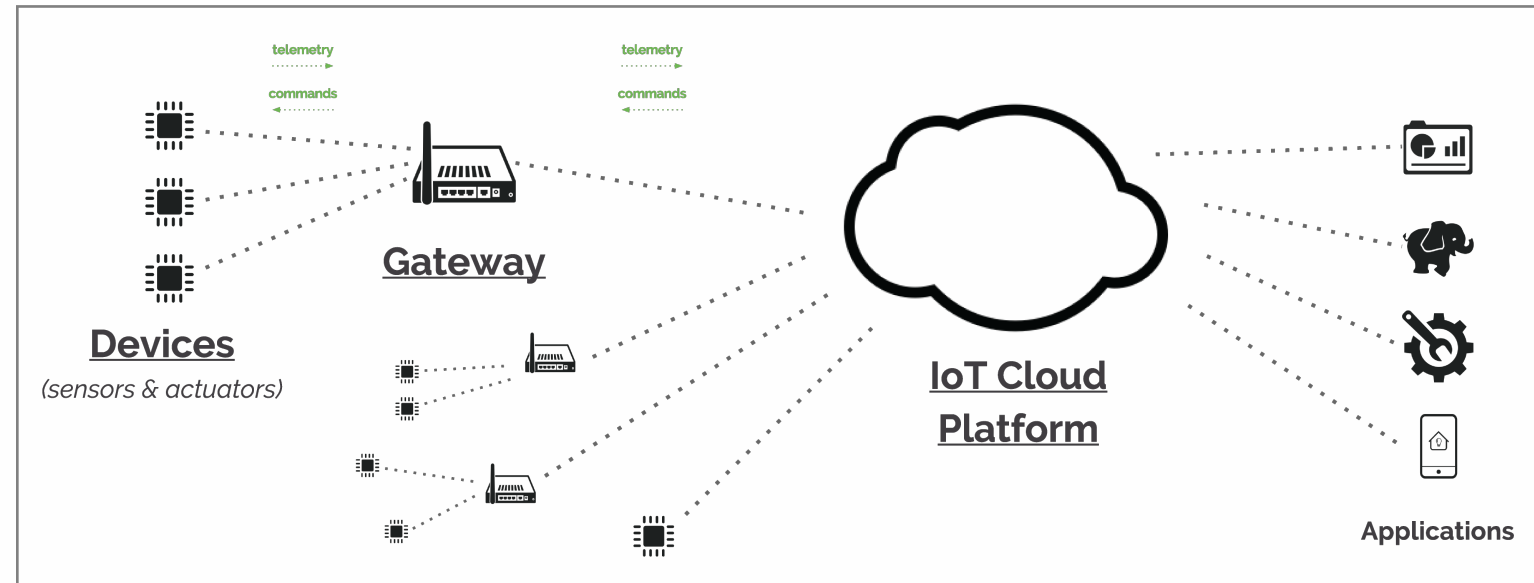 telemetry
commands
telemetry
commands
Gateway
Devices
(sensors & actuators)
IoT Cloud
Platform
Applications